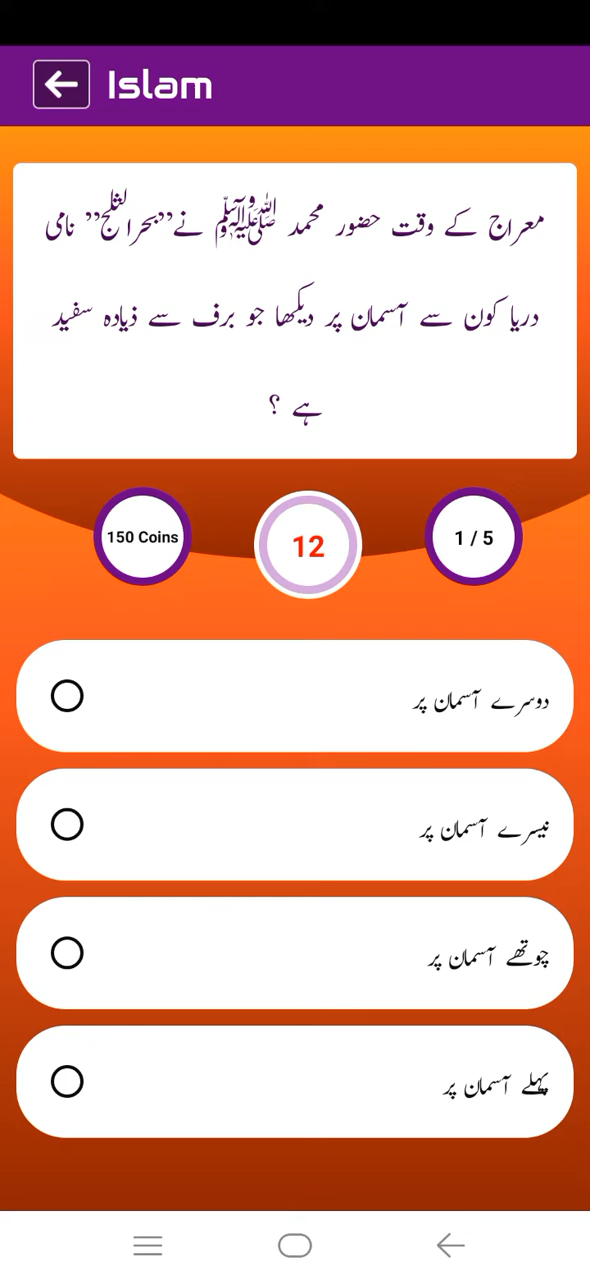 Islam
معراج کے وقت حضور محمد ﷺ نے”بحرالثلج” نامی
دریا کون سے آسمان پر دیکھا جو برف سے ذیادہ سفید
ہے ؟
150 Coins
12
1 / 5
دوسرے آسمان پر
تیسرے آسمان پر
چوتھے آسمان پر
پہلے آسمان پر